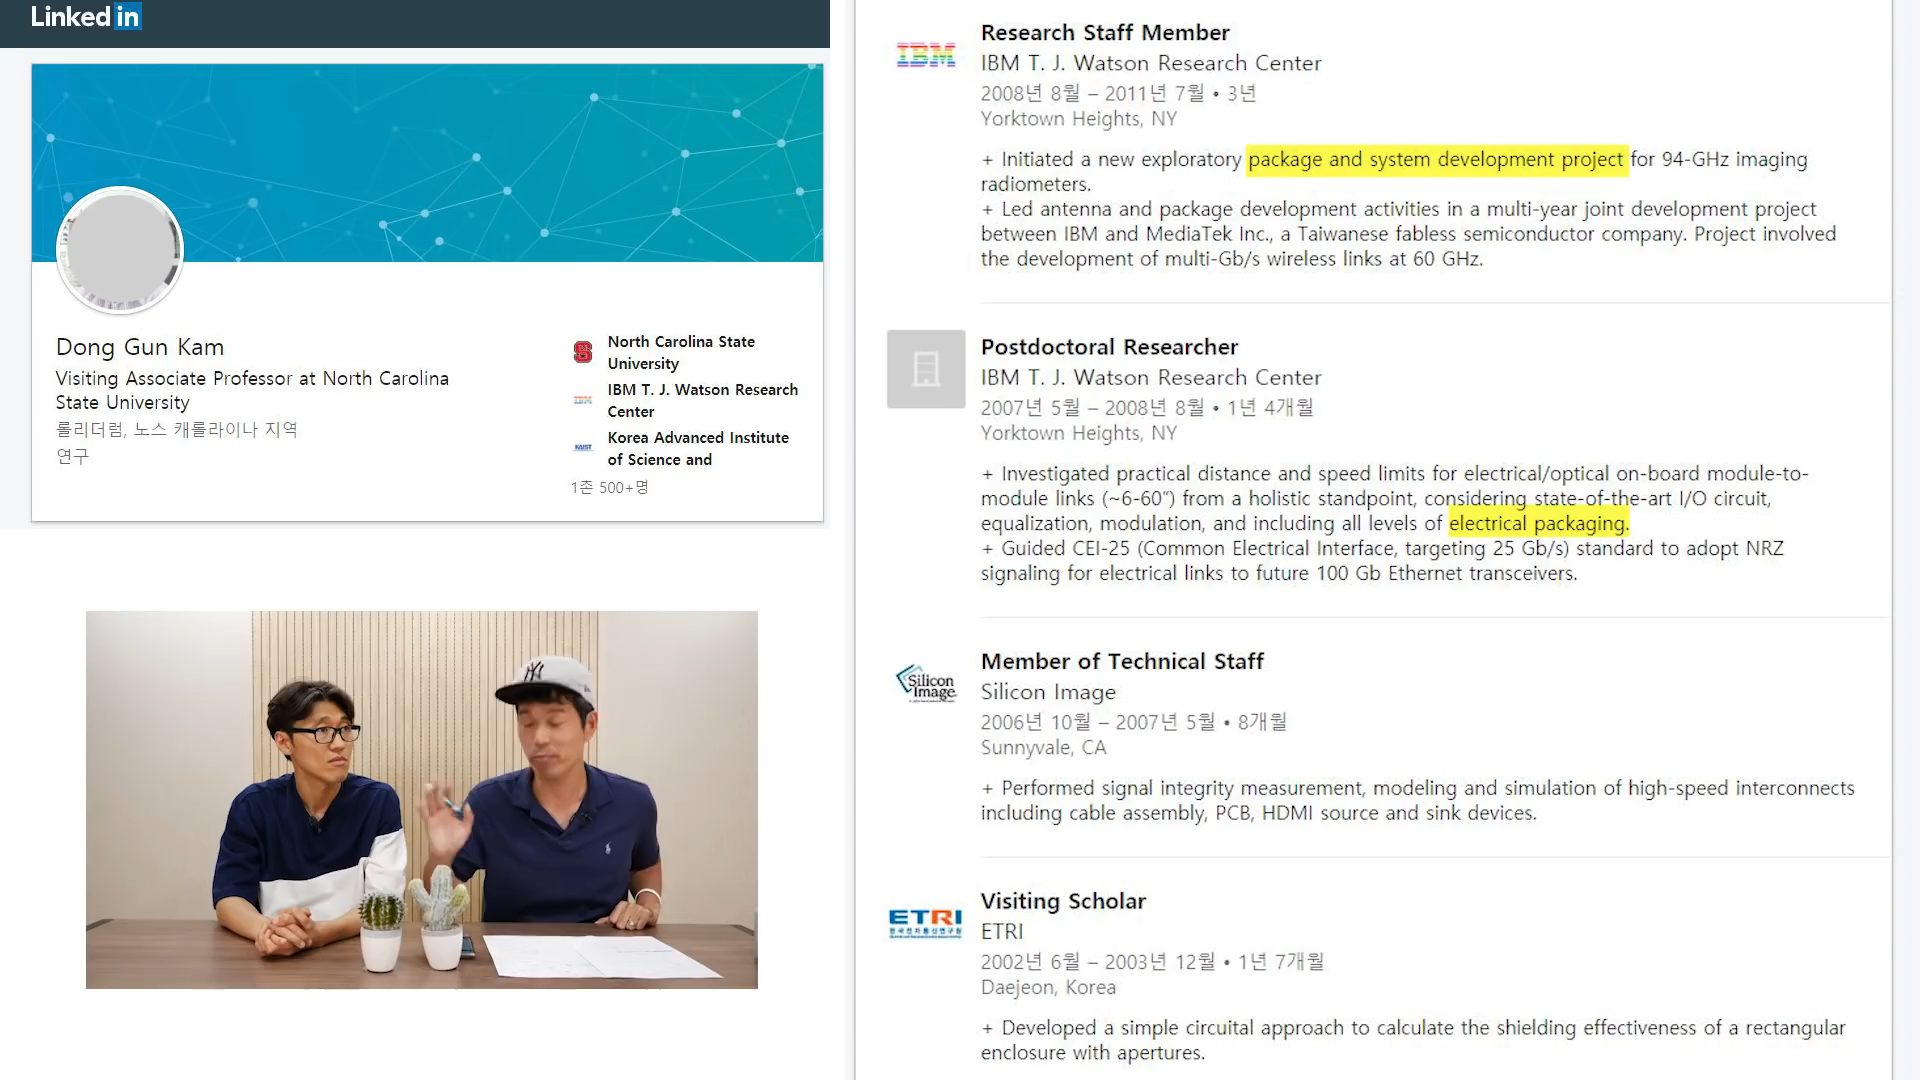 Linked in
Dong Gun Kam
Visiting Associate Professor at North Carolina
State University
롤리더럼, 노스 캐롤라이나 지역
연구
North Carolina State
University
IBM
IBM T. J. Watson Research
Center
KAIST
Korea Advanced Institute
of Science and
1촌 500+명
IBM
Research Staff Member
IBM T. J. Watson Research Center
2008년 8월 – 2011년 7월 • 3년
Yorktown Heights, NY
+ Initiated a new exploratory package and system development project for 94-GHz imaging
radiometers.
+ Led antenna and package development activities in a multi-year joint development project
between IBM and MediaTek Inc., a Taiwanese fabless semiconductor company. Project involved
the development of multi-Gb/s wireless links at 60 GHz.
Postdoctoral Researcher
IBM T. J. Watson Research Center
2007년 5월 – 2008년 8월 • 1년 4개월
Yorktown Heights, NY
+ Investigated practical distance and speed limits for electrical/optical on-board module-to-
module links (~6-60”) from a holistic standpoint, considering state-of-the-art I/O circuit,
equalization, modulation, and including all levels of electrical packaging.
+ Guided CEI-25 (Common Electrical Interface, targeting 25 Gb/s) standard to adopt NRZ
signaling for electrical links to future 100 Gb Ethernet transceivers.
Silicon
Image
Member of Technical Staff
Silicon Image
2006년 10월 – 2007년 5월 • 8개월
Sunnyvale, CA
+ Performed signal integrity measurement, modeling and simulation of high-speed interconnects
including cable assembly, PCB, HDMI source and sink devices.
ETRI
한국전자통신연구원
Visiting Scholar
ETRI
2002년 6월 – 2003년 12월 • 1년 7개월
Daejeon, Korea
+ Developed a simple circuital approach to calculate the shielding effectiveness of a rectangular
enclosure with apertures.